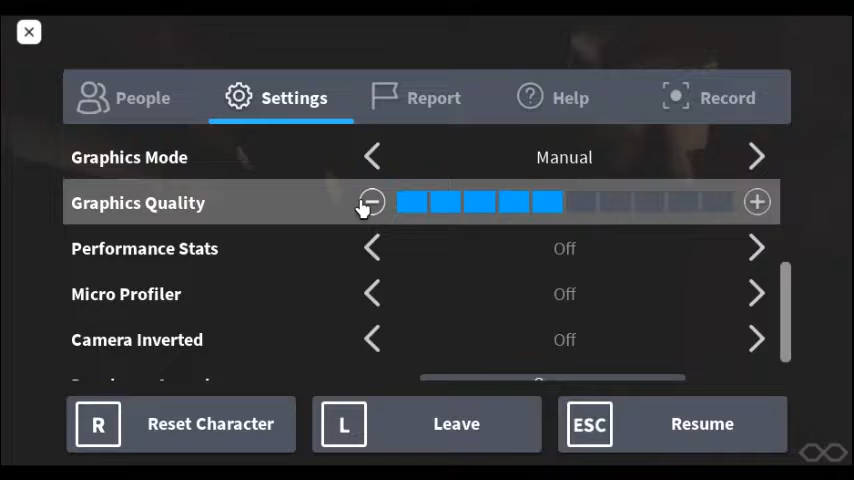 People
Settings
Report
Help
Record
Graphics Mode
Manual
Graphics Quality
Performance Stats
Off
Micro Profiler
Off
Camera Inverted
Off
R
Reset Character
L
Leave
ESC
Resume